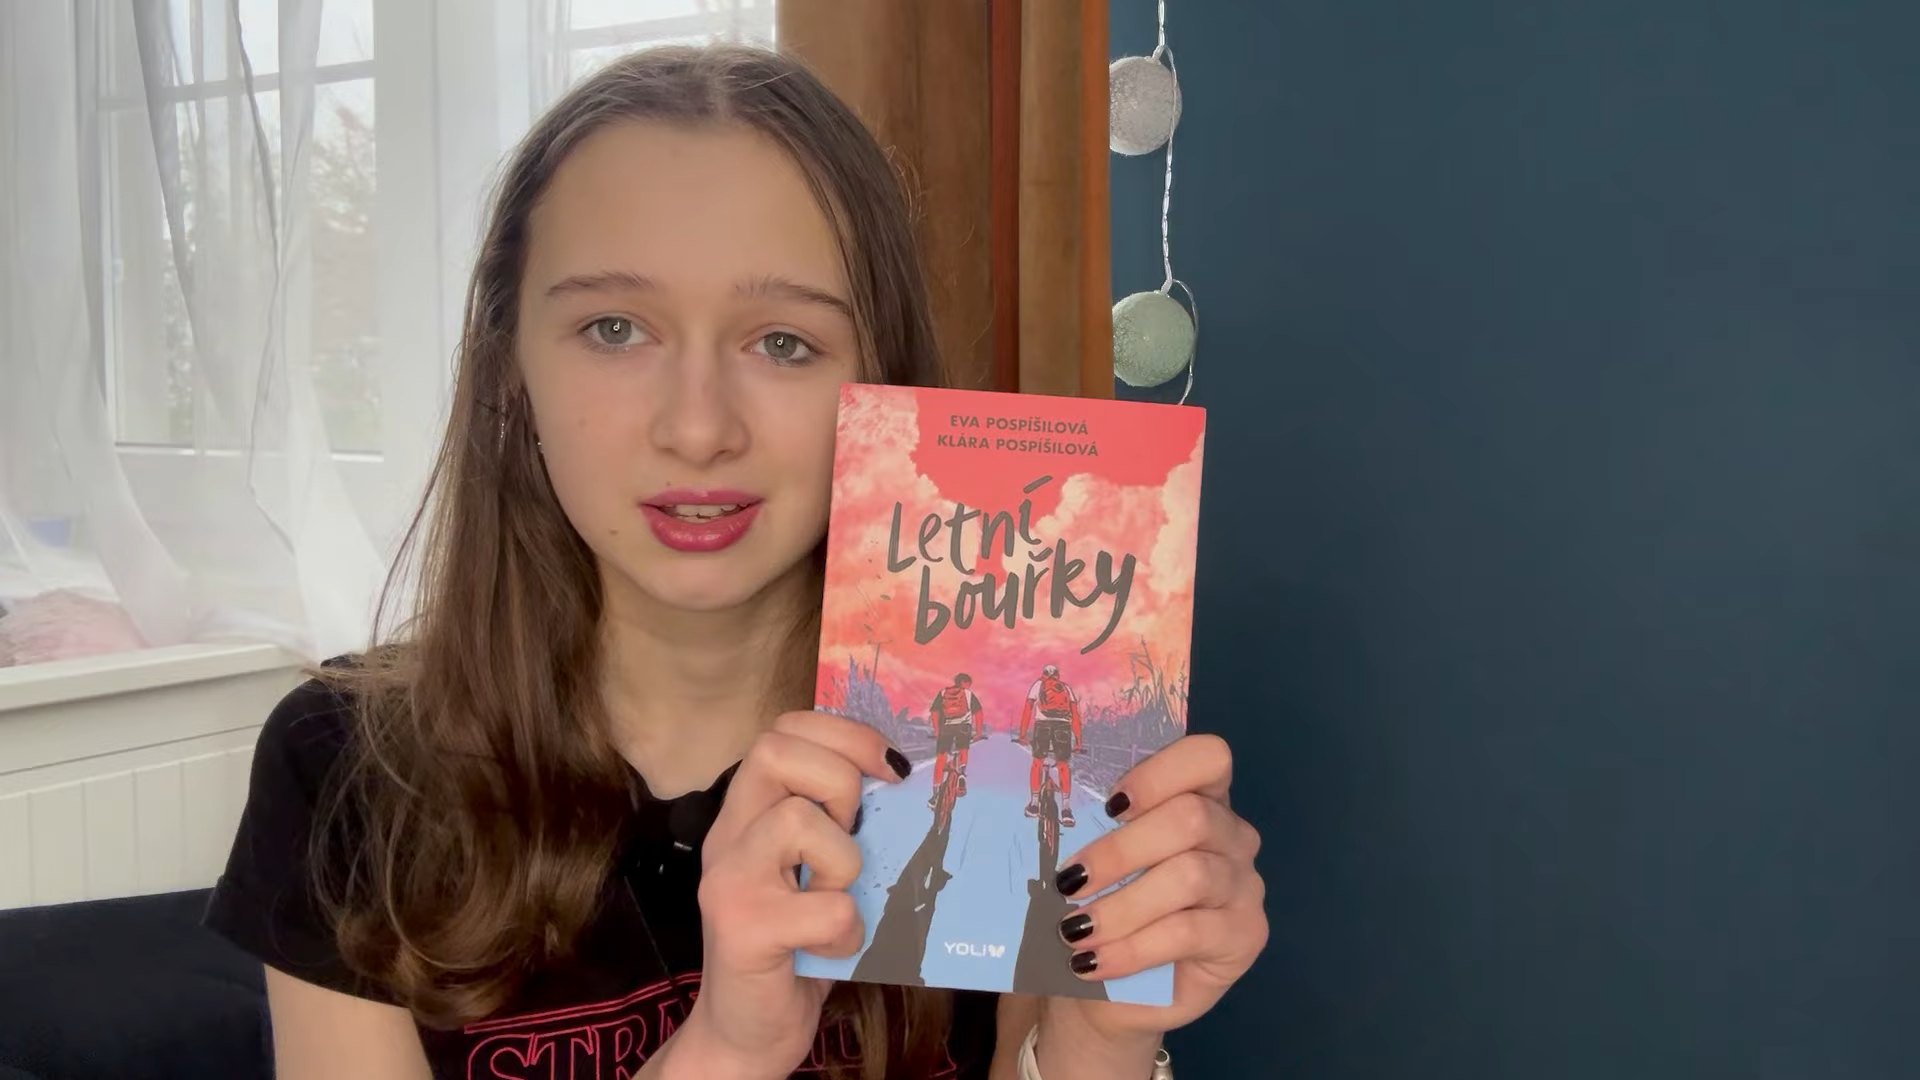 EVA POSPÍŠILOVÁ
KLÁRA POSPÍŠILOVÁ
Letní
bouřky
YOLi